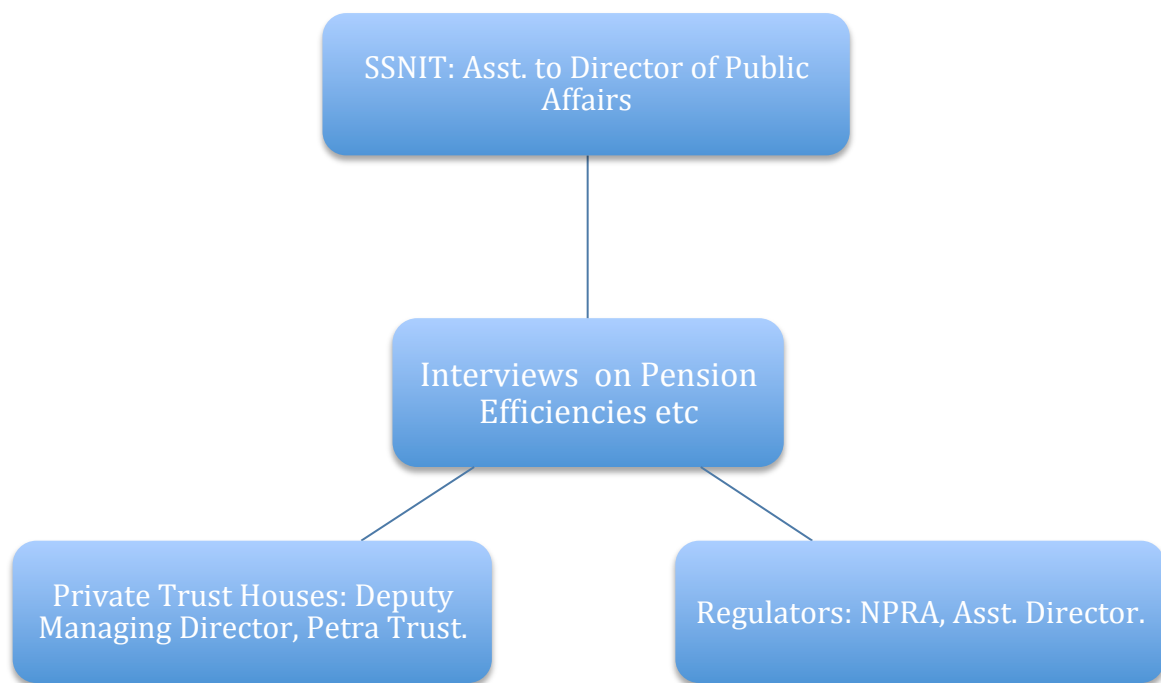 SSNIT: Asst. to Director of Public
Affairs
Interviews  on Pension
Efficiencies etc
Private Trust Houses: Deputy
Managing Director, Petra Trust.
Regulators: NPRA, Asst. Director.